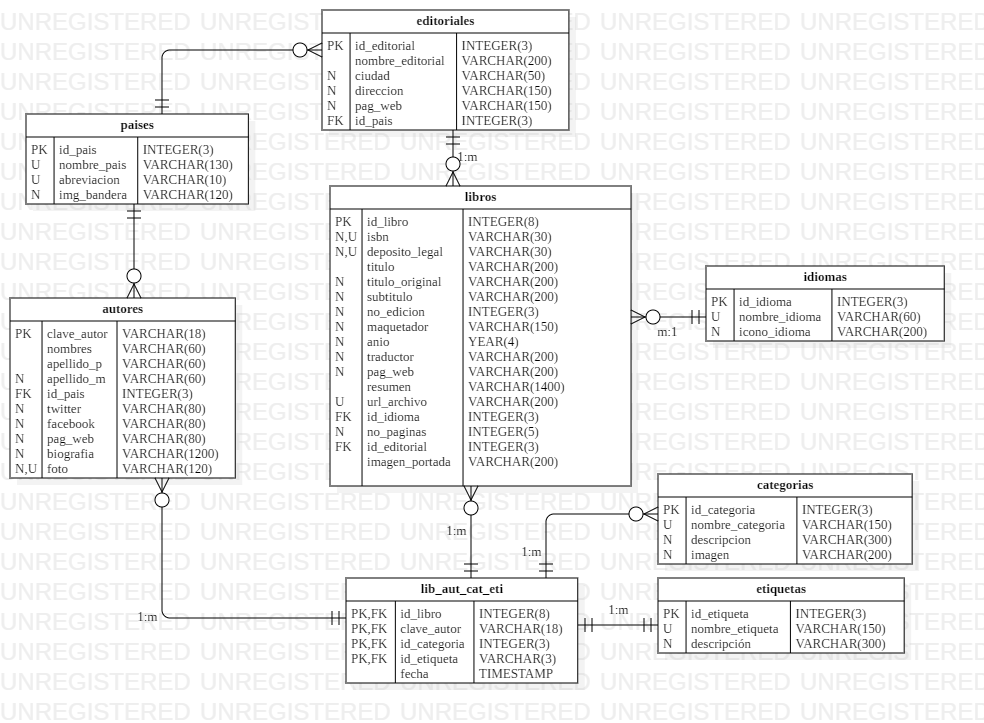 editoriales
PK id_editorial INTEGER(3)
nombre_editorial VARCHAR(200)
N ciudad VARCHAR(50)
N direccion VARCHAR(150)
N pag_web VARCHAR(150)
FK id_pais INTEGER(3)
paises
PK id_pais INTEGER(3)
U nombre_pais VARCHAR(130)
U abreviacion VARCHAR(10)
N img_bandera VARCHAR(120)
1:m
libros
PK id_libro INTEGER(8)
N,U isbn VARCHAR(30)
N,U deposito_legal VARCHAR(30)
titulo VARCHAR(200)
N titulo_original VARCHAR(200)
N subtitulo VARCHAR(200)
N no_edicion INTEGER(3)
N maquetador VARCHAR(150)
N anio YEAR(4)
N traductor VARCHAR(200)
N pag_web VARCHAR(200)
resumen VARCHAR(1400)
U url_archivo VARCHAR(200)
FK id_idioma INTEGER(3)
N no_paginas INTEGER(5)
FK id_editorial INTEGER(3)
imagen_portada VARCHAR(200)
idiomas
PK id_idioma INTEGER(3)
U nombre_idioma VARCHAR(60)
N icono_idioma VARCHAR(200)
m:1
autores
PK clave_autor VARCHAR(18)
nombres VARCHAR(60)
apellido_p VARCHAR(60)
N apellido_m VARCHAR(60)
FK id_pais INTEGER(3)
N twitter VARCHAR(80)
N facebook VARCHAR(80)
N pag_web VARCHAR(80)
N biografia VARCHAR(1200)
N,U foto VARCHAR(120)
categorias
PK id_categoria INTEGER(3)
U nombre_categoria VARCHAR(150)
N descripcion VARCHAR(300)
N imagen VARCHAR(200)
1:m
1:m
lib_aut_cat_eti
PK,FK id_libro INTEGER(8)
PK,FK clave_autor VARCHAR(18)
PK,FK id_categoria INTEGER(3)
PK,FK id_etiqueta VARCHAR(3)
fecha TIMESTAMP
1:m
1:m
etiquetas
PK id_etiqueta INTEGER(3)
U nombre_etiqueta VARCHAR(150)
N descripción VARCHAR(300)
UNREGISTERED UNREGISTERED UNREGISTERED UNREGISTERED UNREGISTERED